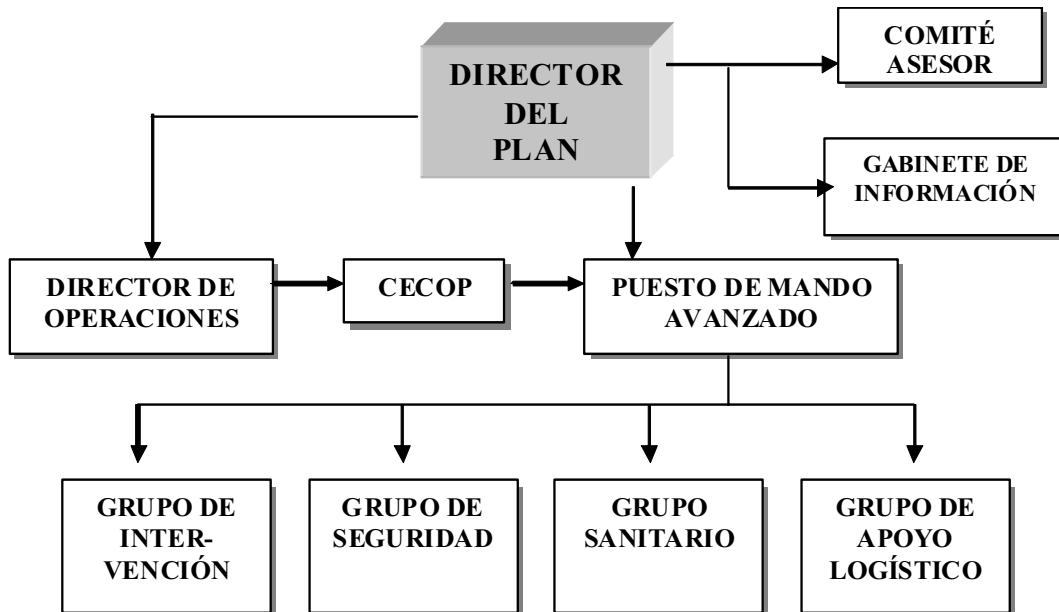 DIRECTOR
DEL
PLAN
COMITÉ
ASESOR
GABINETE DE
INFORMACIÓN
DIRECTOR DE
OPERACIONES
CECOP
PUESTO DE MANDO
AVANZADO
GRUPO DE
INTER-
VENCIÓN
GRUPO DE
SEGURIDAD
GRUPO
SANITARIO
GRUPO DE
APOYO
LOGÍSTICO